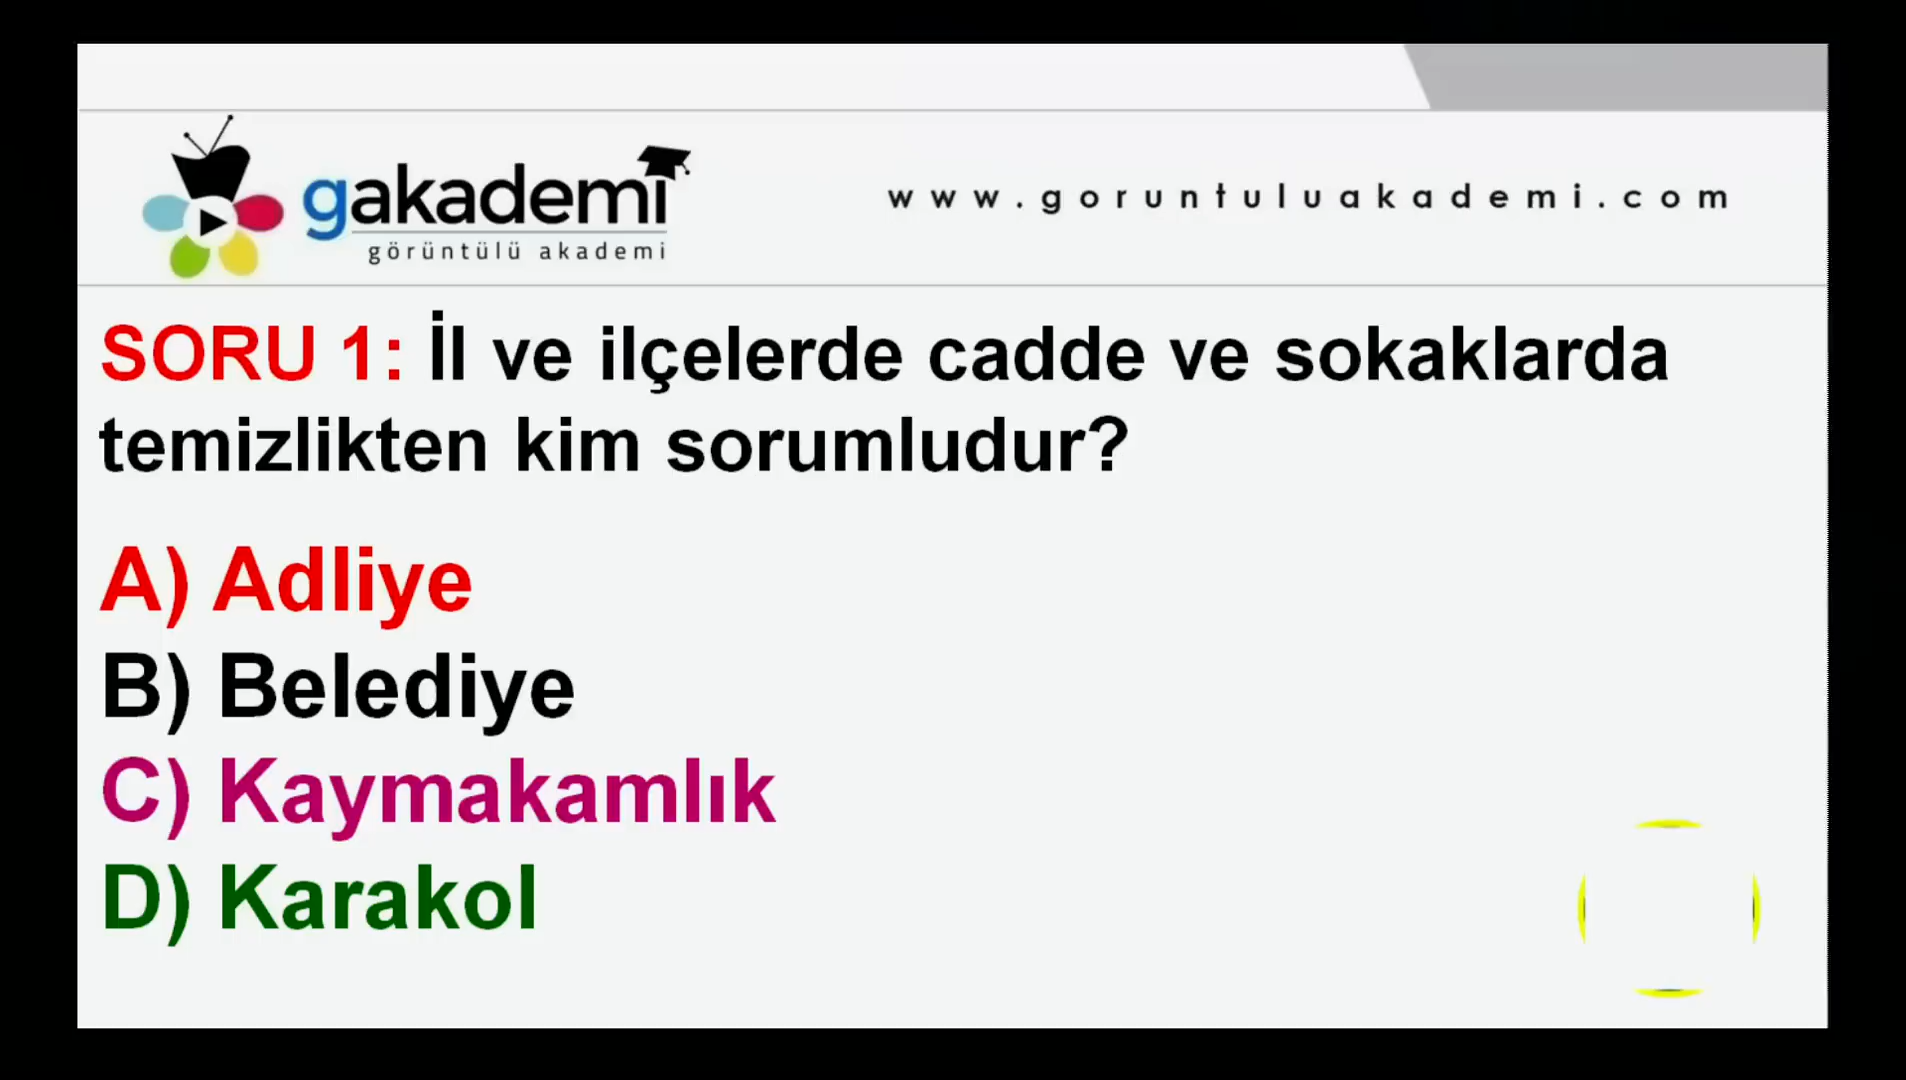 gakademi
görüntülü akademi
www.goruntuluakademi.com
SORU 1: İl ve ilçelerde cadde ve sokaklarda
temizlikten kim sorumludur?
A) Adliye
B) Belediye
C) Kaymakamlık
D) Karakol